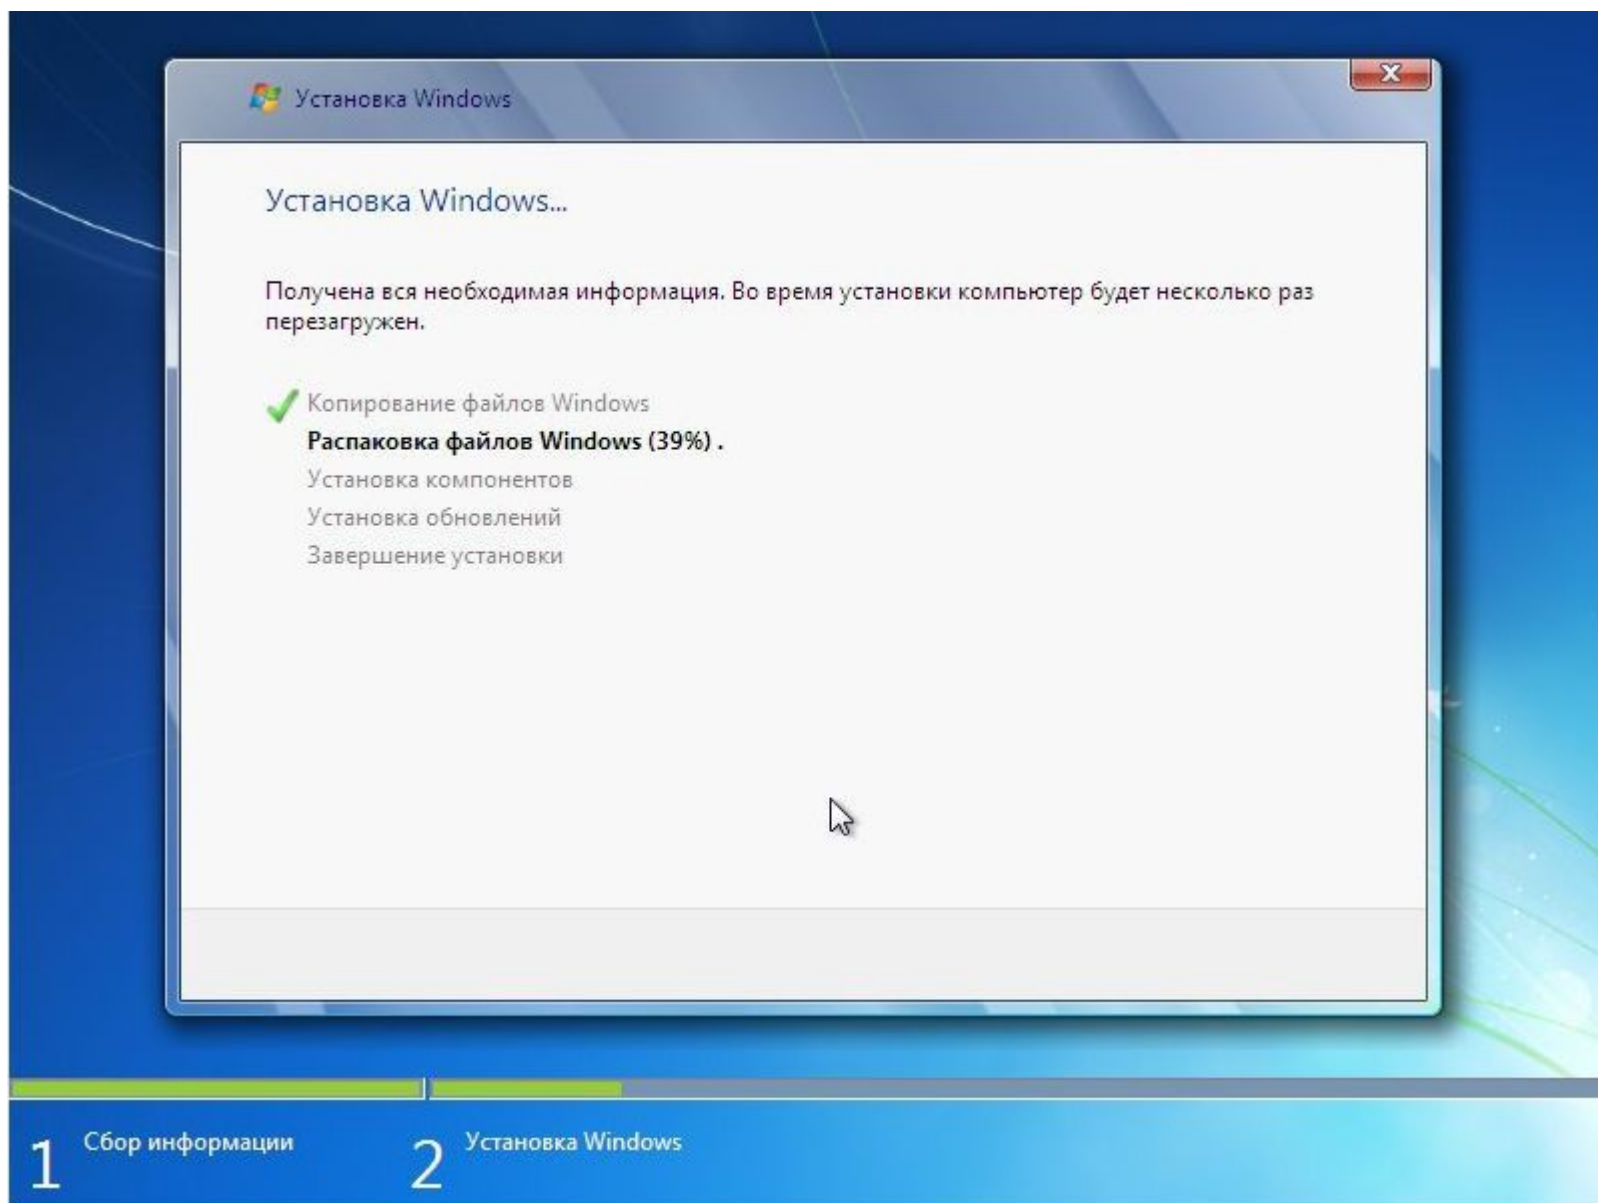 Установка Windows
Установка Windows...
Получена вся необходимая информация. Во время установки компьютер будет несколько раз
перезагружен.
Копирование файлов Windows
Распаковка файлов Windows (39%) .
Установка компонентов
Установка обновлений
Завершение установки
1 Сбор информации 2 Установка Windows